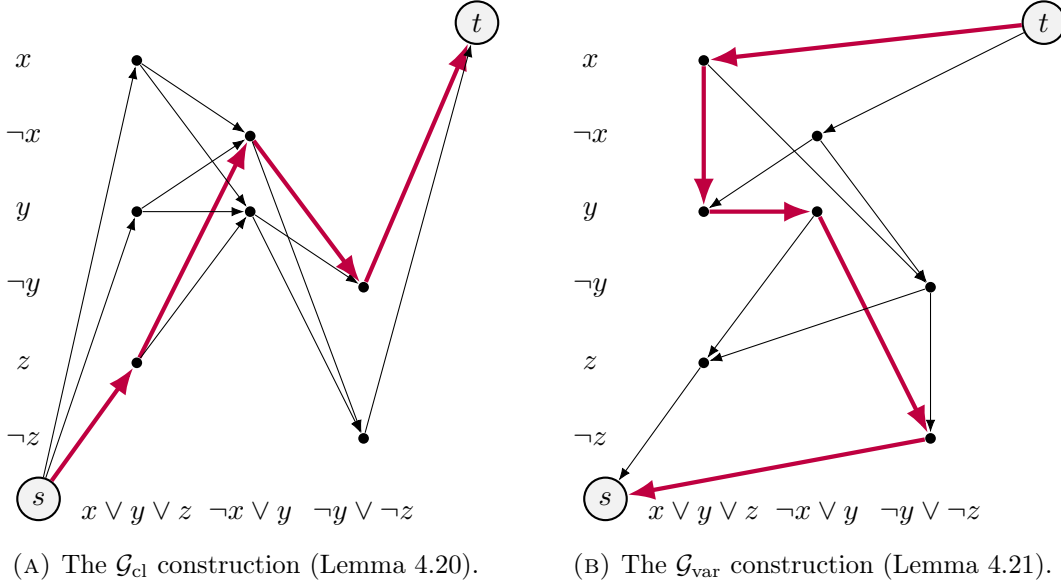 t
t
x
x
¬x
¬x
y
y
¬y
¬y
z
z
¬z
¬z
s
s
x ∨ y ∨ z ¬x ∨ y ¬y ∨ ¬z
x ∨ y ∨ z ¬x ∨ y ¬y ∨ ¬z
(A) The 𝒢cl construction (Lemma 4.20).
(B) The 𝒢var construction (Lemma 4.21).